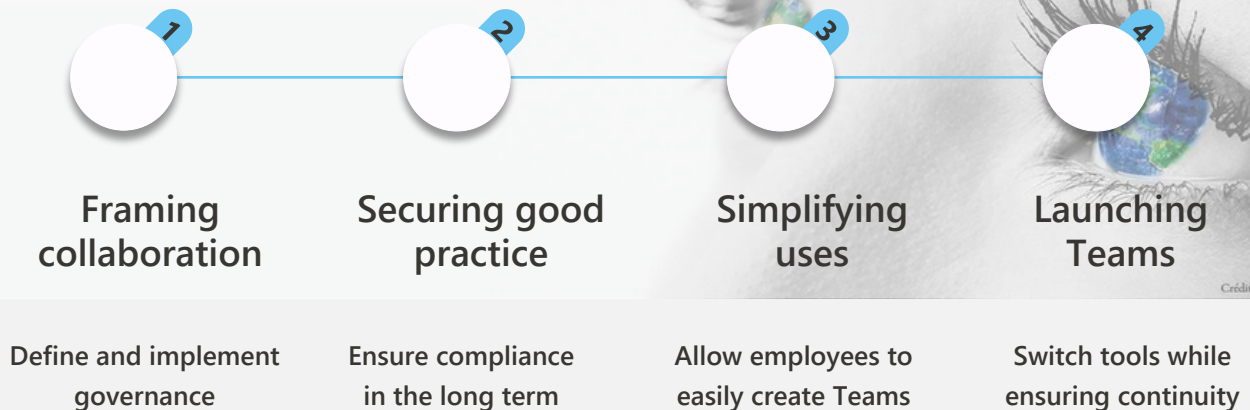 1
2
3
4
Framing
collaboration
Securing good
practice
Simplifying
uses
Launching
Teams
Define and implement
governance
Ensure compliance
in the long term
Allow employees to
easily create Teams
Switch tools while
ensuring continuity